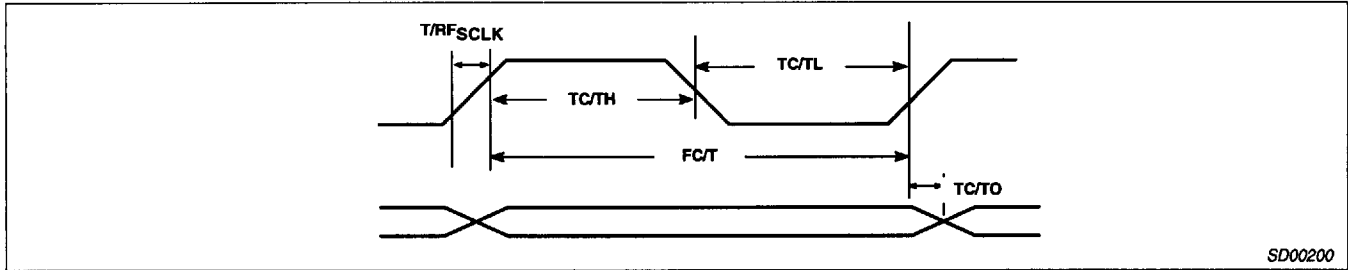 T/RFSCLK
TC/TL
TC/TH
FC/T
TC/TO
SD00200